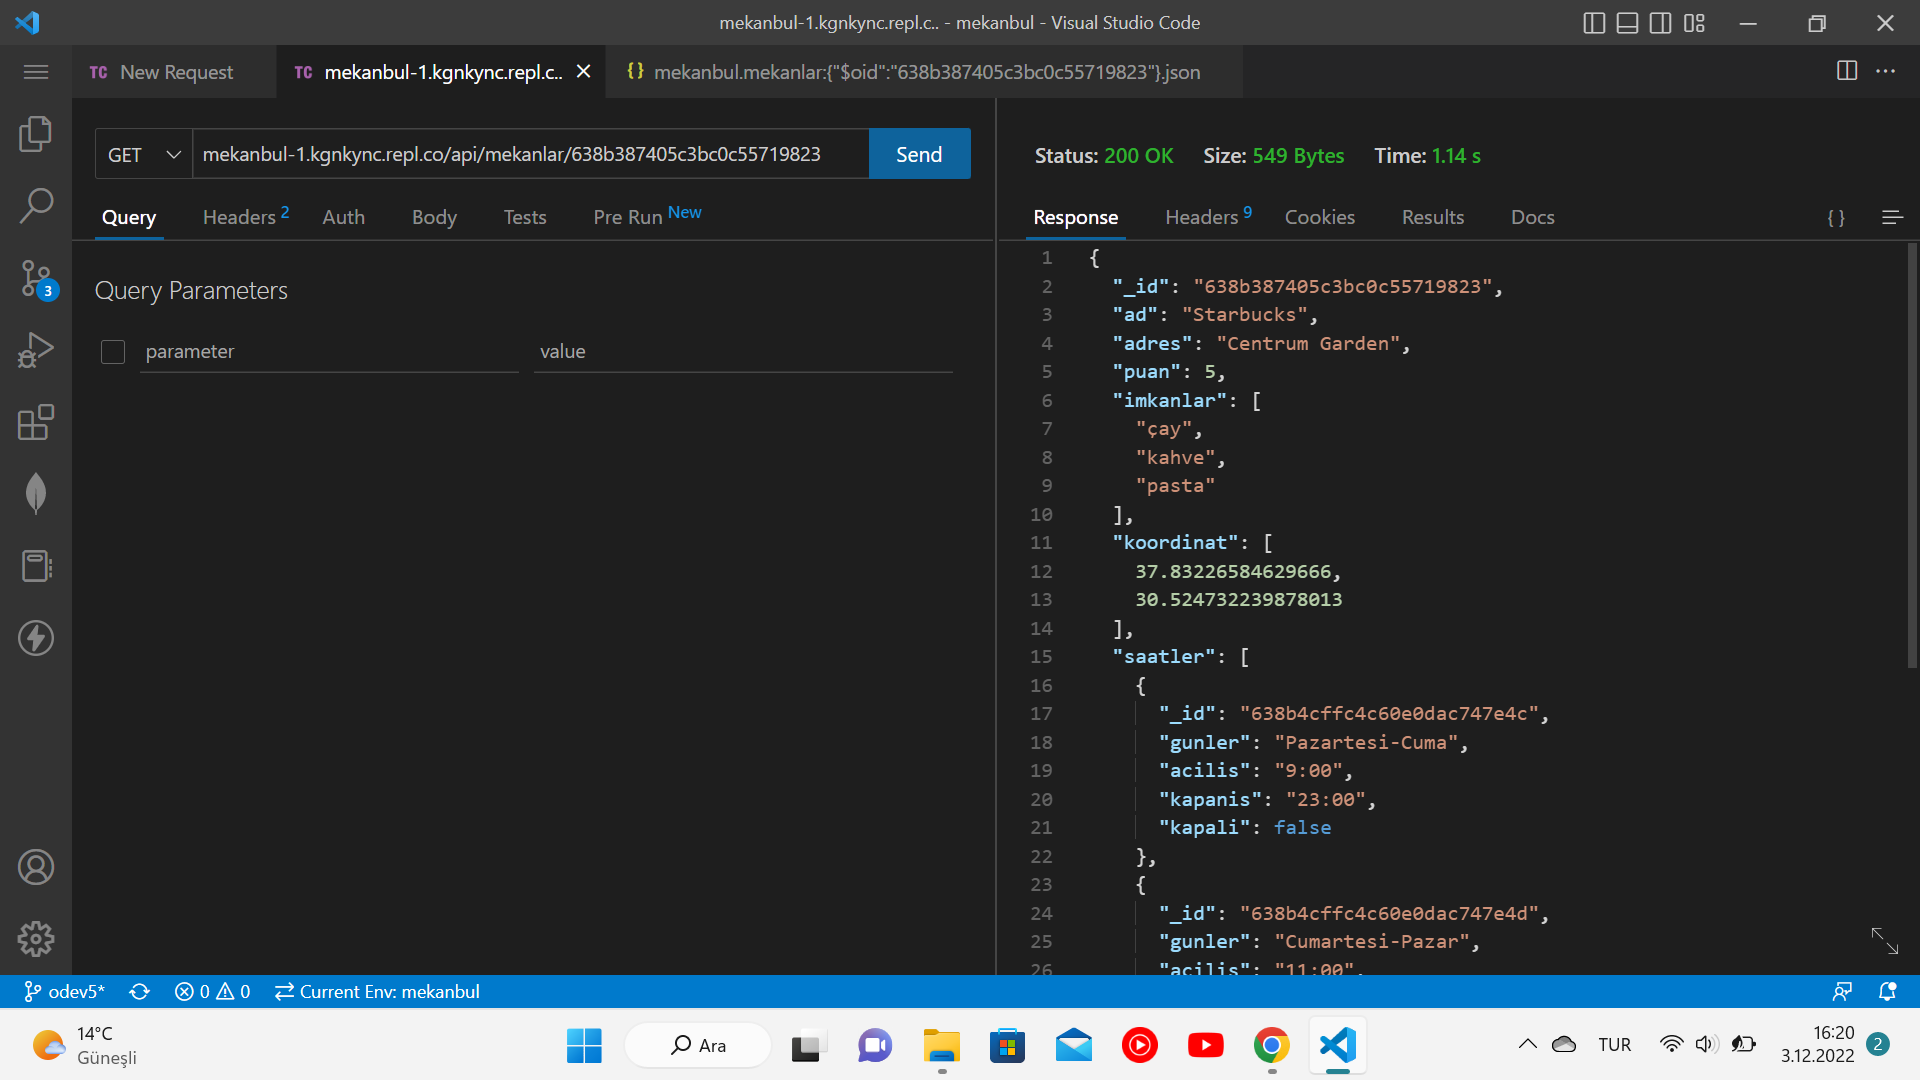 mekanbul-1.kgnkync.repl.c.. - mekanbul - Visual Studio Code
TC New Request
TC mekanbul-1.kgnkync.repl.c..
{} mekanbul.mekanlar:{"$oid":"638b387405c3bc0c55719823"}.json
GET
mekanbul-1.kgnkync.repl.co/api/mekanlar/638b387405c3bc0c55719823
Send
Query Headers 2 Auth Body Tests Pre Run New
Query Parameters
parameter value
3
Status: 200 OK Size: 549 Bytes Time: 1.14 s
Response Headers 9 Cookies Results Docs { }
1 {
2 "_id": "638b387405c3bc0c55719823",
3 "ad": "Starbucks",
4 "adres": "Centrum Garden",
5 "puan": 5,
6 "imkanlar": [
7 "çay",
8 "kahve",
9 "pasta"
10 ],
11 "koordinat": [
12 37.83226584629666,
13 30.524732239878013
14 ],
15 "saatler": [
16 {
17 "_id": "638b4cffc4c60e0dac747e4c",
18 "gunler": "Pazartesi-Cuma",
19 "acilis": "9:00",
20 "kapanis": "23:00",
21 "kapali": false
22 },
23 {
24 "_id": "638b4cffc4c60e0dac747e4d",
25 "gunler": "Cumartesi-Pazar",
26 "acilis": "11:00",
odev5* 0 0 Current Env: mekanbul
14°C
Güneşli
Ara
TUR
16:20
3.12.2022
2